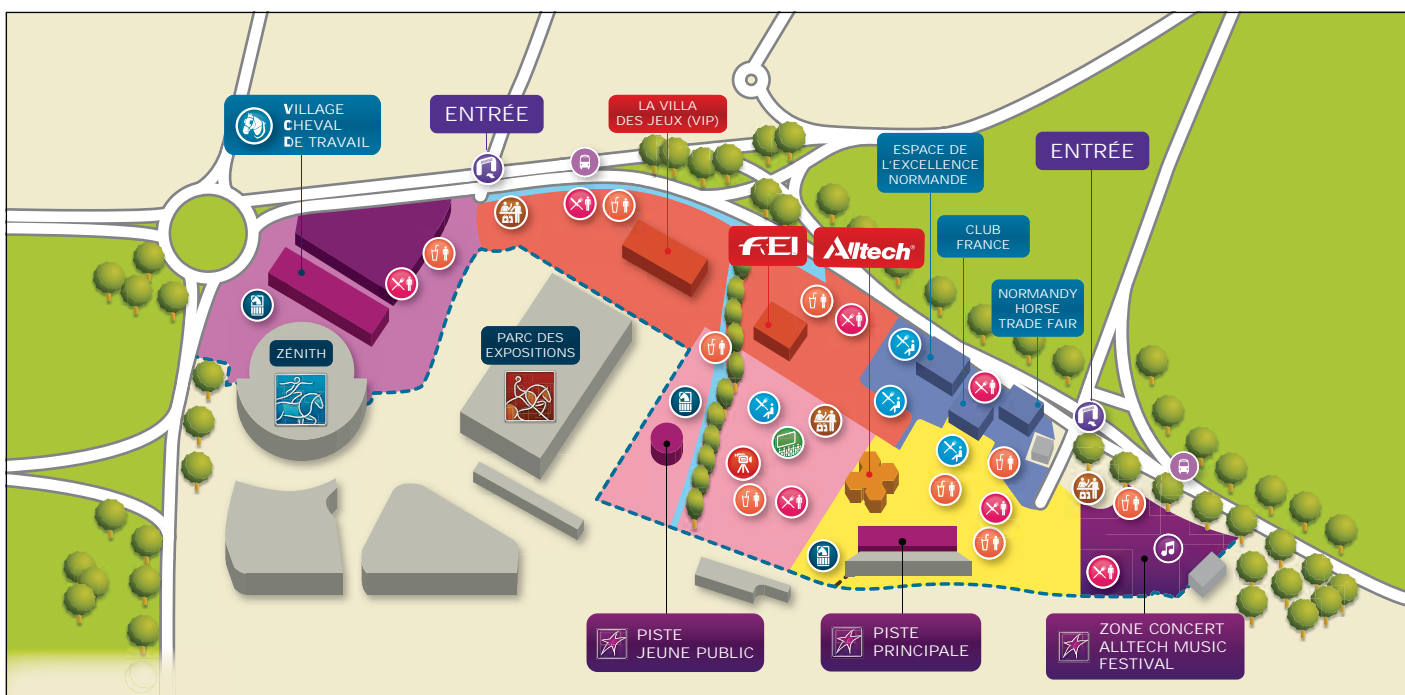 VILLAGE
CHEVAL
DE TRAVAIL
ENTRÉE
LA VILLA
DES JEUX (VIP)
ESPACE DE
L'EXCELLENCE
NORMANDE
ENTRÉE
FEI
Alltech®
CLUB
FRANCE
NORMANDY
HORSE
TRADE FAIR
ZÉNITH
PARC DES
EXPOSITIONS
PISTE
JEUNE PUBLIC
PISTE
PRINCIPALE
ZONE CONCERT
ALLTECH MUSIC
FESTIVAL